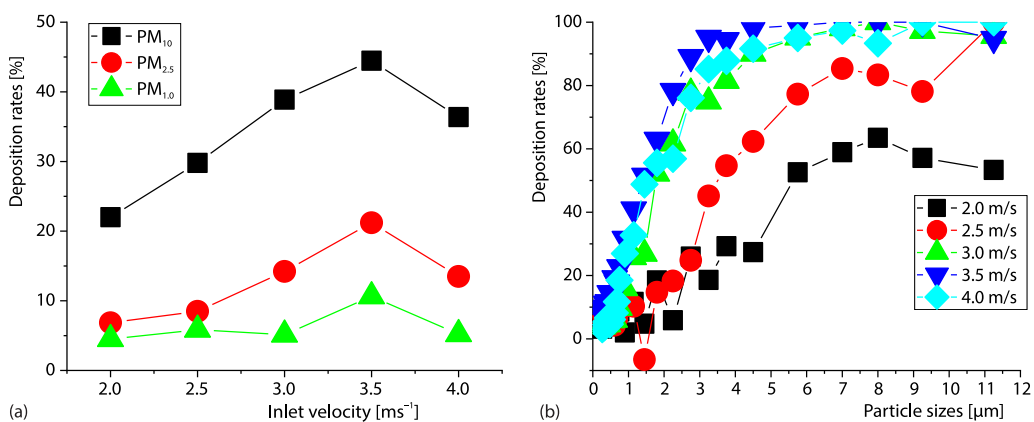 50
40
30
20
10
0
Deposition rates [%]
PM10
PM2.5
PM1.0
2.0 2.5 3.0 3.5 4.0
(a) Inlet velocity [ms⁻¹]
100
80
60
40
20
0
Deposition rates [%]
2.0 m/s
2.5 m/s
3.0 m/s
3.5 m/s
4.0 m/s
0 1 2 3 4 5 6 7 8 9 10 11 12
(b) Particle sizes [μm]